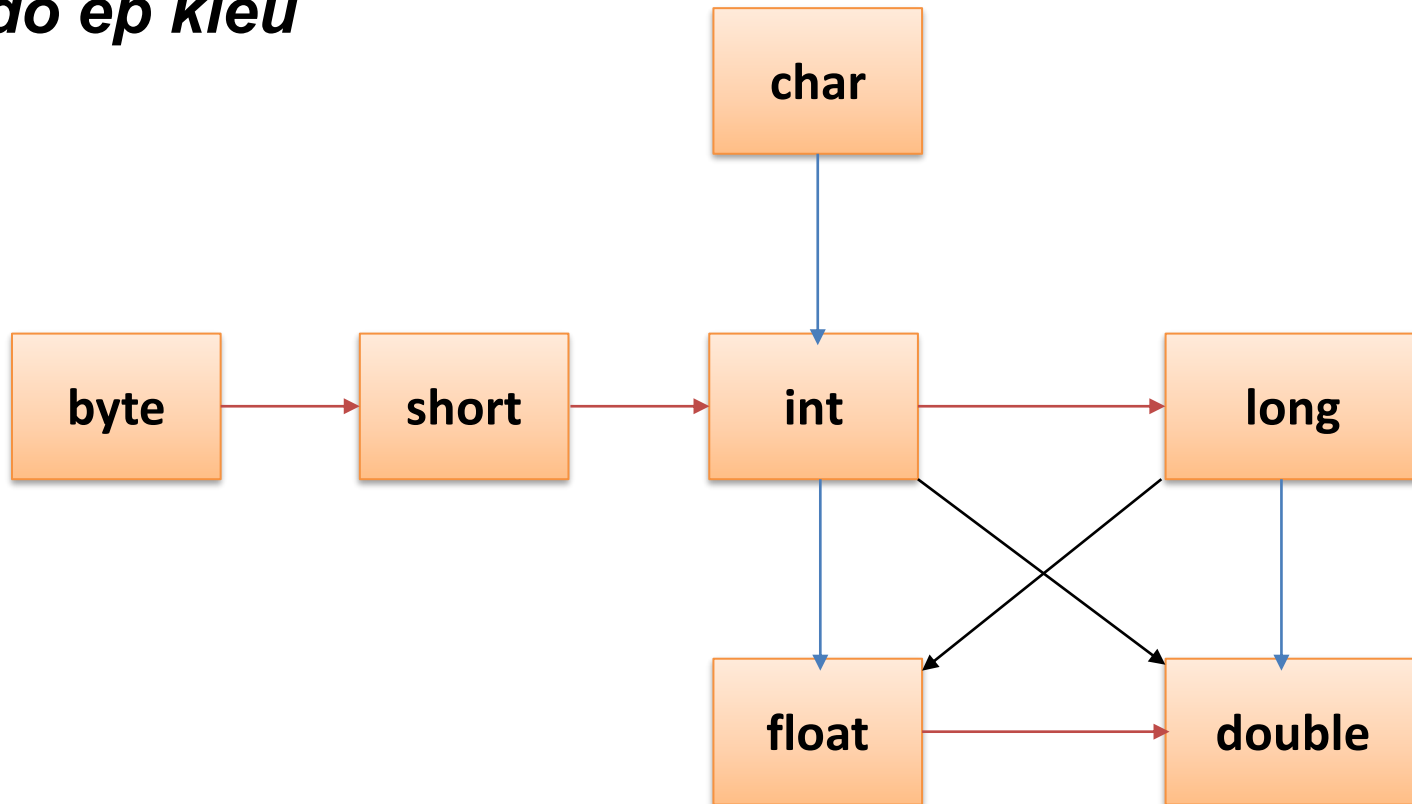 đồ ép kiểu
char
byte short int long
float double